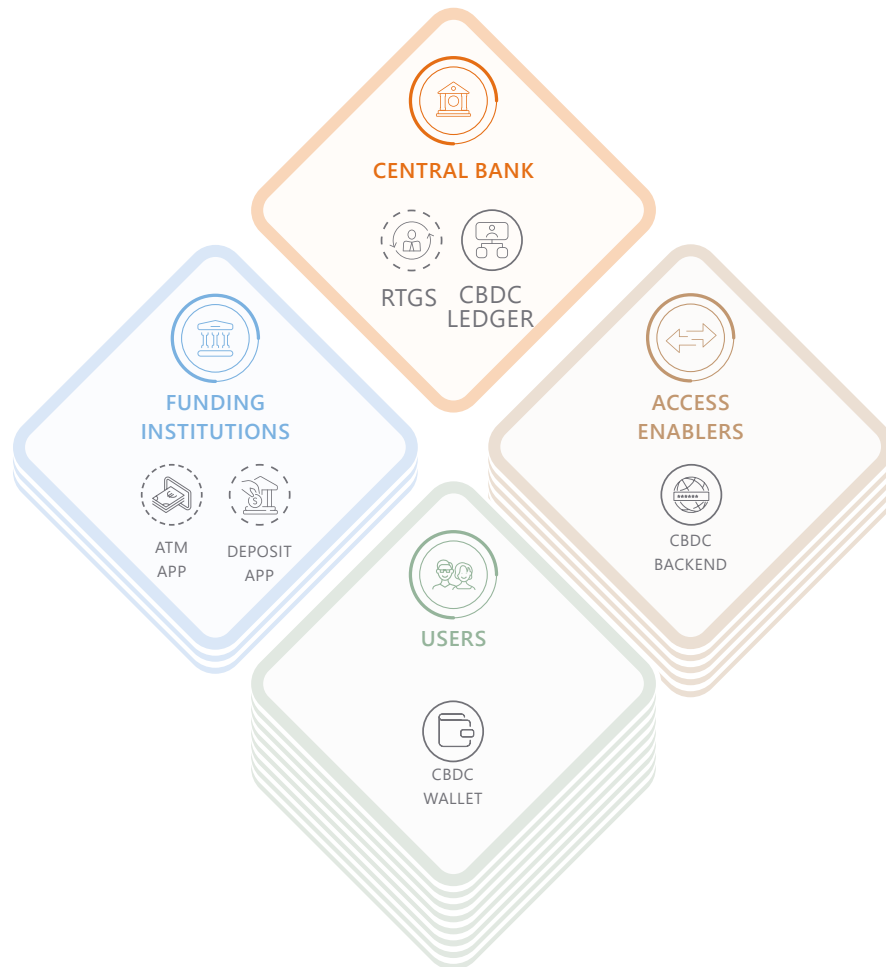 CENTRAL BANK
RTGS
CBDC
LEDGER
FUNDING
INSTITUTIONS
ATM
APP
DEPOSIT
APP
ACCESS
ENABLERS
CBDC
BACKEND
USERS
CBDC
WALLET